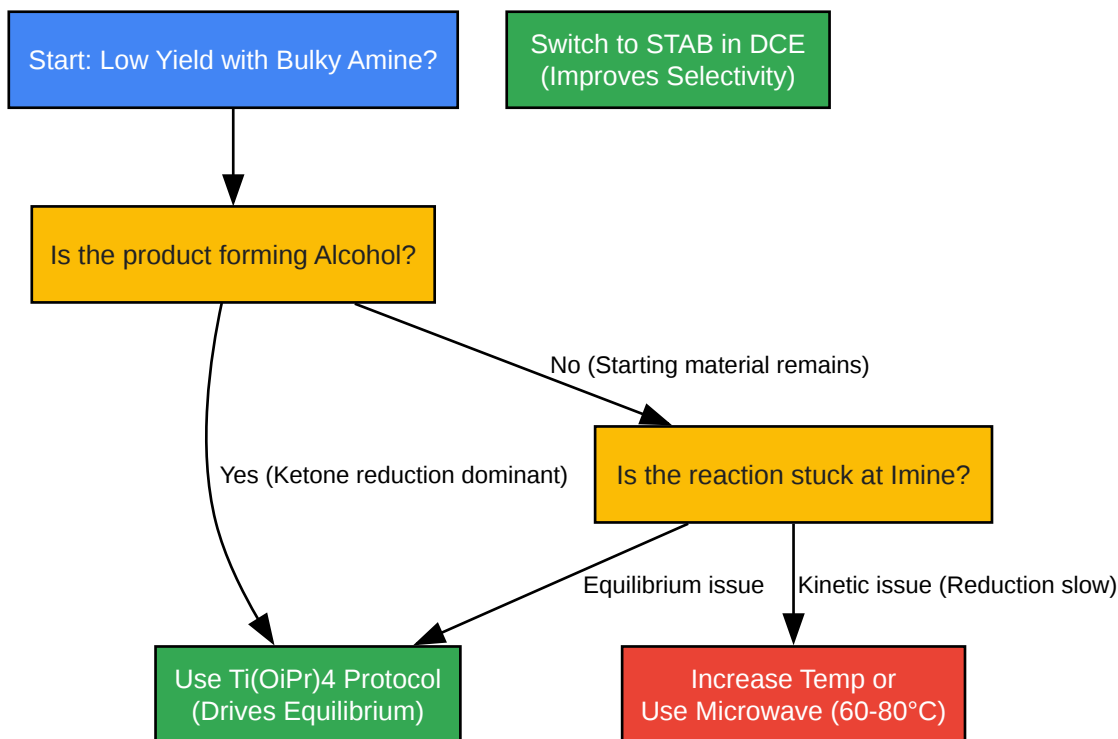 Start: Low Yield with Bulky Amine?
Switch to STAB in DCE
(Improves Selectivity)
Is the product forming Alcohol?
No (Starting material remains)
Yes (Ketone reduction dominant)
Is the reaction stuck at Imine?
Equilibrium issue
Kinetic issue (Reduction slow)
Use Ti(OiPr)4 Protocol
(Drives Equilibrium)
Increase Temp or
Use Microwave (60-80°C)